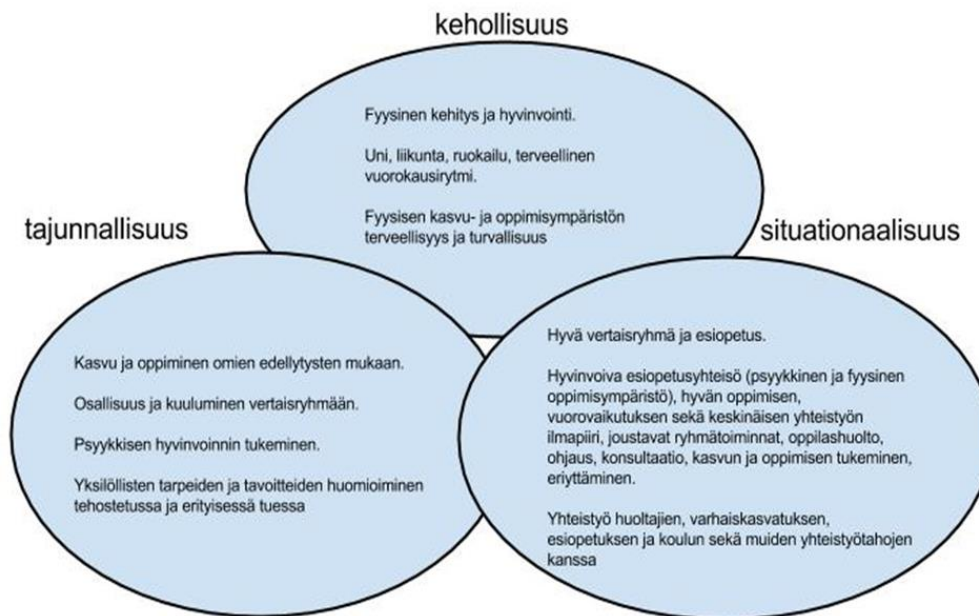 kehollisuus
Fyysinen kehitys ja hyvinvointi.
Uni, liikunta, ruokailu, terveellinen
vuorokausirytmi.
Fyysisen kasvu- ja oppimisympäristön
terveellisyys ja turvallisuus
tajunnallisuus
situationaalisuus
Kasvu ja oppiminen omien edellytysten mukaan.
Osallisuus ja kuuluminen vertaisryhmään.
Psyykkisen hyvinvoinnin tukeminen.
Yksilöllisten tarpeiden ja tavoitteiden huomioiminen
tehostetussa ja erityisessä tuessa
Hyvä vertaisryhmä ja esiopetus.
Hyvinvoiva esiopetusyhteisö (psyykkinen ja fyysinen
oppimisympäristö), hyvän oppimisen,
vuorovaikutuksen sekä keskinäisen yhteistyön
ilmapiiri, joustavat ryhmätoiminnat, oppilashuolto,
ohjaus, konsultaatio, kasvun ja oppimisen tukeminen,
eriyttäminen.
Yhteistyö huoltajien, varhaiskasvatuksen,
esiopetuksen ja koulun sekä muiden yhteistyötahojen
kanssa